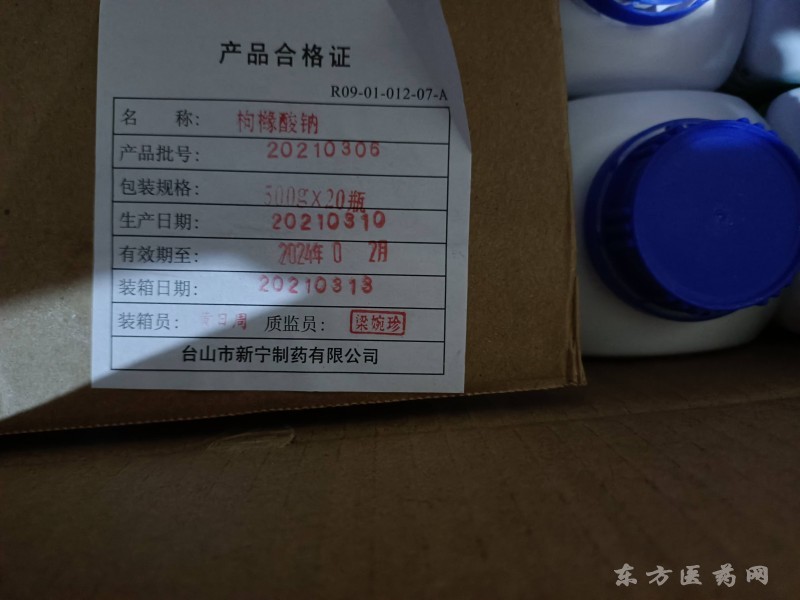 产品合格证
R09-01-012-07-A
名 称: 枸橼酸钠
产品批号: 20210306
包装规格: 500g×20瓶
生产日期: 20210310
有效期至: 2024年 0 2月
装箱日期: 20210313
装箱员: 质监员: 梁婉珍
台山市新宁制药有限公司
东方医药网